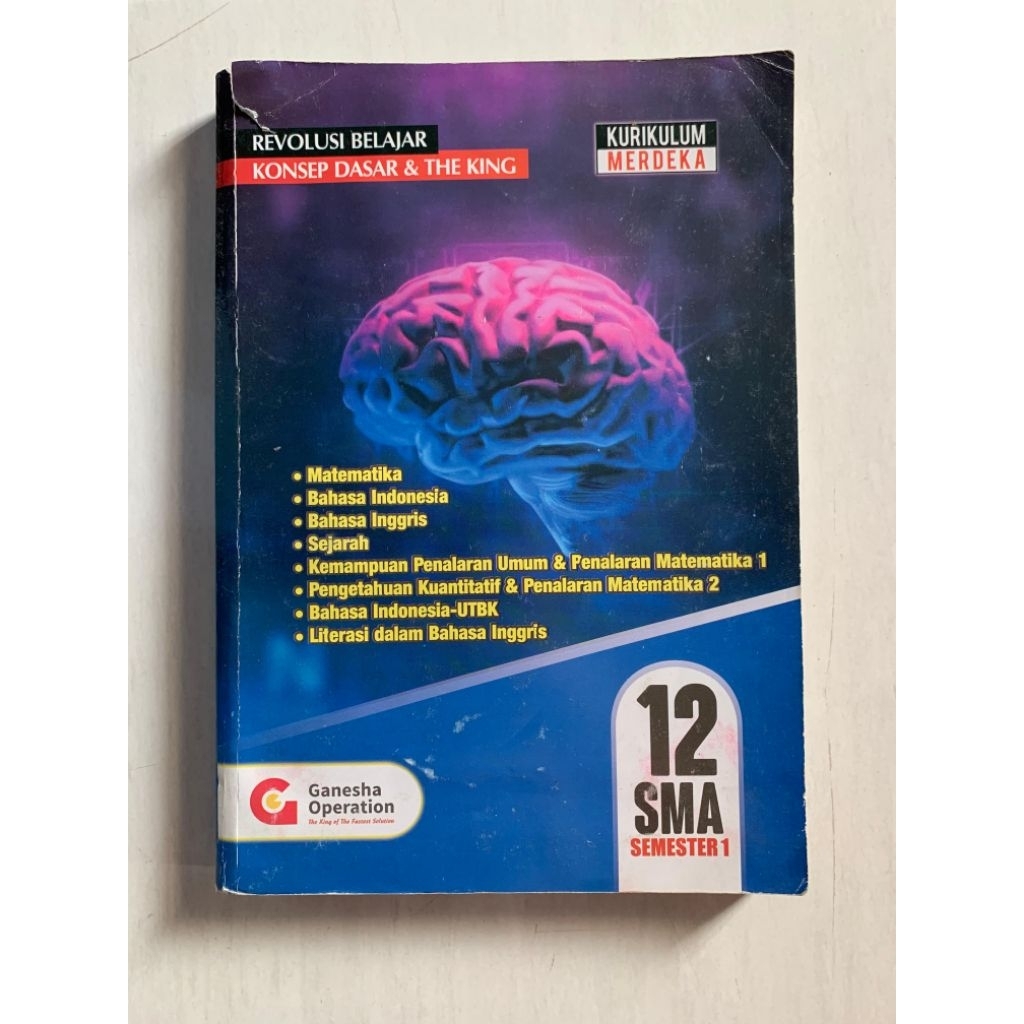 REVOLUSI BELAJAR
KONSEP DASAR & THE KING
KURIKULUM
MERDEKA
• Matematika
• Bahasa Indonesia
• Bahasa Inggris
• Sejarah
• Kemampuan Penalaran Umum & Penalaran Matematika 1
• Pengetahuan Kuantitatif & Penalaran Matematika 2
• Bahasa Indonesia-UTBK
• Literasi dalam Bahasa Inggris
12
SMA
SEMESTER 1
Ganesha
Operation
The King of The Fastest Solution